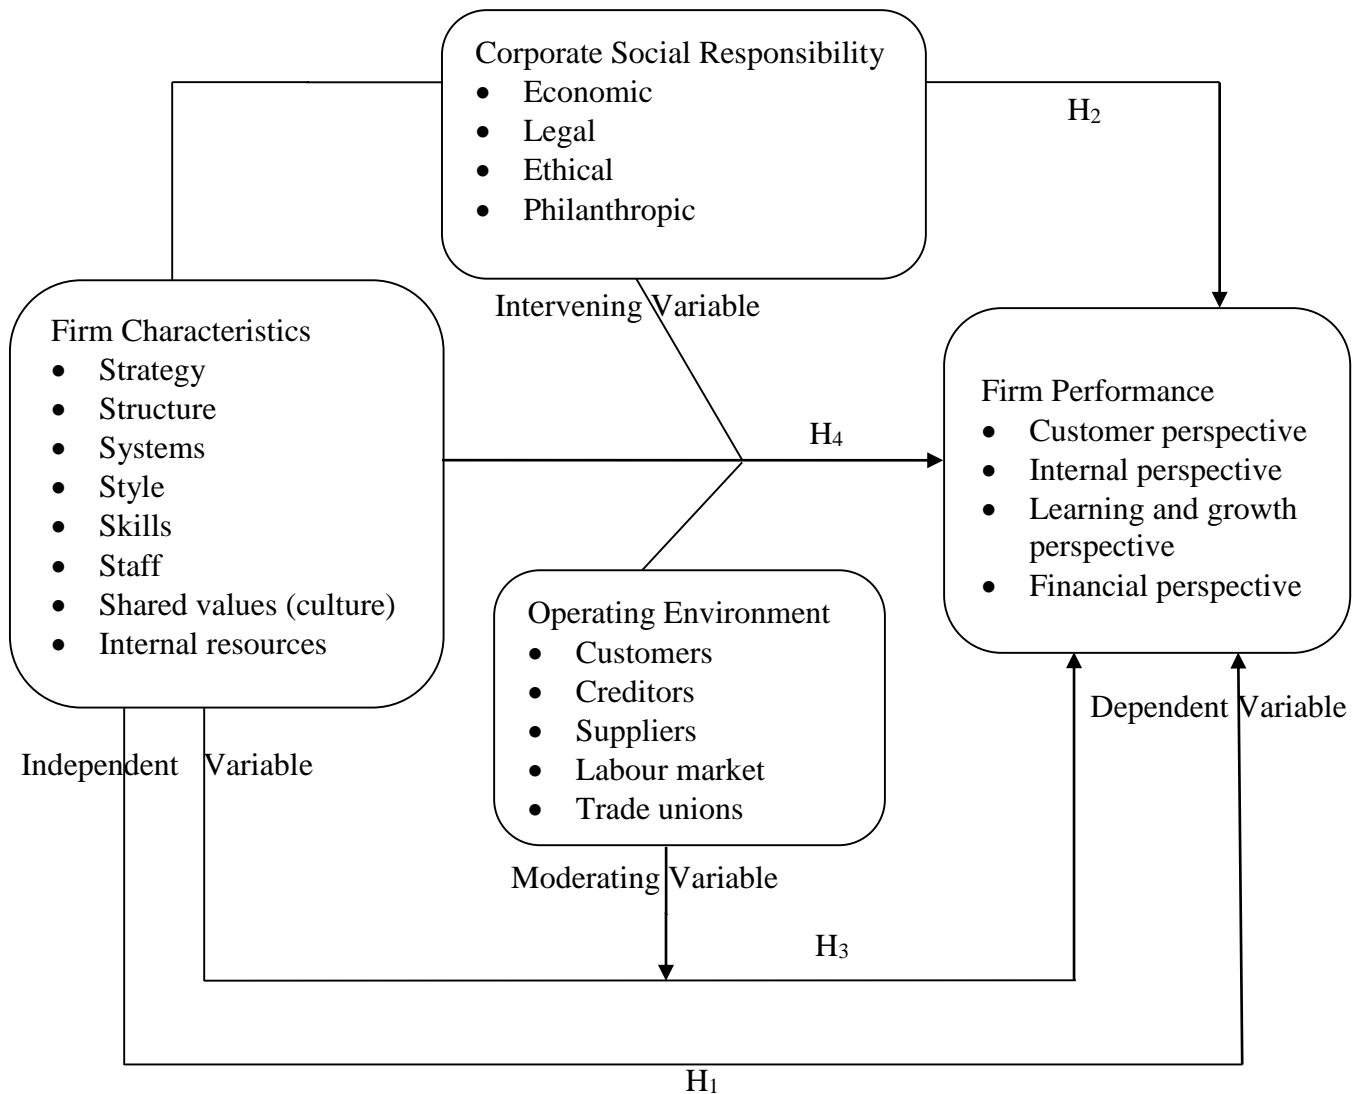 Corporate Social Responsibility
• Economic
• Legal
• Ethical
• Philanthropic
H₂
Intervening Variable
Firm Characteristics
• Strategy
• Structure
• Systems
• Style
• Skills
• Staff
• Shared values (culture)
• Internal resources
Independent Variable
H₄
Firm Performance
• Customer perspective
• Internal perspective
• Learning and growth
perspective
• Financial perspective
Dependent Variable
Operating Environment
• Customers
• Creditors
• Suppliers
• Labour market
• Trade unions
Moderating Variable
H₃
H₁